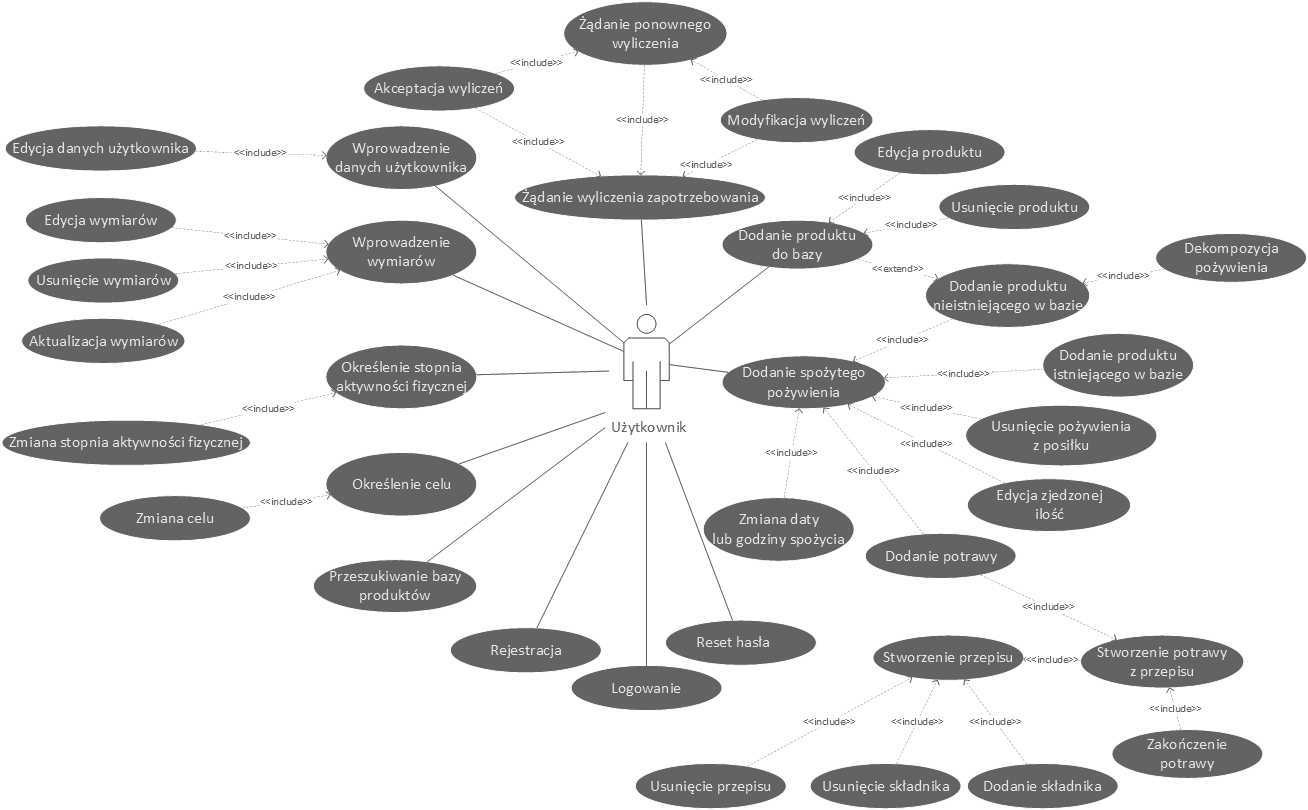 Żądanie ponownego
wyliczenia
<<include>>
Akceptacja wyliczeń
<<include>>
<<include>>
Modyfikacja wyliczeń
<<include>>
<<include>>
<<include>>
Żądanie wyliczenia zapotrzebowania
Edycja danych użytkownika
<<include>>
Wprowadzenie
danych użytkownika
Edycja wymiarów
<<include>>
Wprowadzenie
wymiarów
Usunięcie wymiarów
<<include>>
<<include>>
Aktualizacja wymiarów
Edycja produktu
<<include>>
Usunięcie produktu
<<include>>
Dodanie produktu
do bazy
<<extend>>
Dekompozycja
pożywienia
<<include>>
Dodanie produktu
nieistniejącego w bazie
<<include>>
Określenie stopnia
aktywności fizycznej
<<include>>
Zmiana stopnia aktywności fizycznej
Użytkownik
Dodanie spożytego
pożywienia
<<include>>
Dodanie produktu
istniejącego w bazie
<<include>>
Usunięcie pożywienia
z posiłku
<<include>>
Edycja zjedzonej
ilość
<<include>>
<<include>>
Zmiana daty
lub godziny spożycia
Określenie celu
<<include>>
Zmiana celu
Dodanie potrawy
Przeszukiwanie bazy
produktów
<<include>>
Rejestracja
Reset hasła
Logowanie
Stworzenie przepisu
<<include>>
Stworzenie potrawy
z przepisu
<<include>>
<<include>>
<<include>>
<<include>>
Zakończenie
potrawy
Usunięcie przepisu
Usunięcie składnika
Dodanie składnika